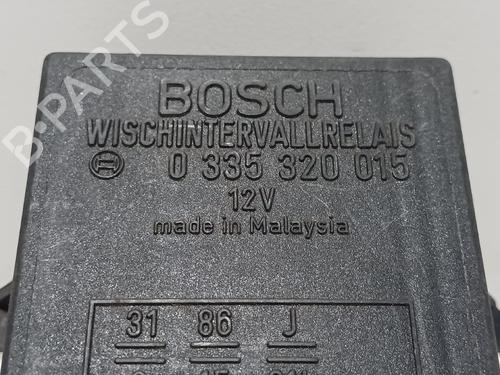 B-PARTS
BOSCH
WISCHINTERVALLRELAIS
0 335 320 015
12V
made in Malaysia
31 86 J